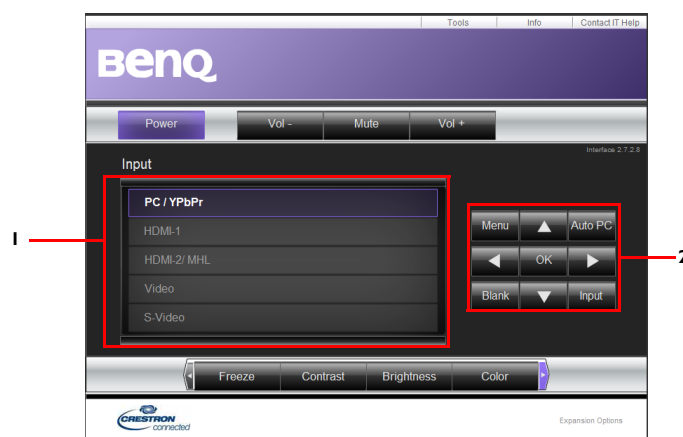 Tools Info Contact IT Help
BenQ
Power Vol - Mute Vol +
Interface 2.7.2.8
Input
PC / YPbPr
HDMI-1
HDMI-2/ MHL
Video
S-Video
Menu Auto PC
OK
Blank Input
1
2
Freeze Contrast Brightness Color
CRESTRON
connected
Expansion Options